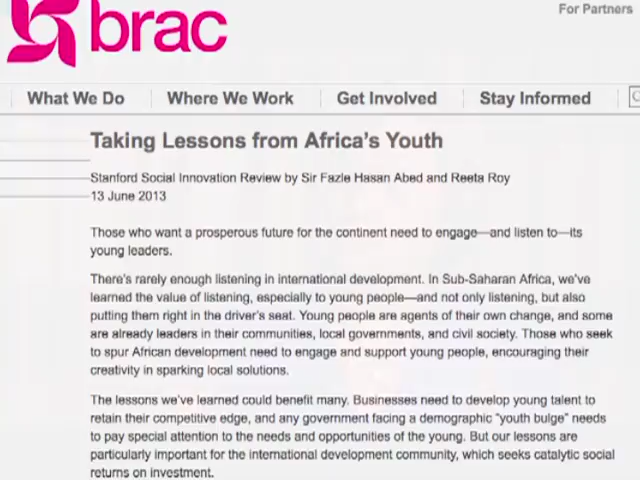 brac
For Partners
What We Do
Where We Work
Get Involved
Stay Informed
Taking Lessons from Africa's Youth
Stanford Social Innovation Review by Sir Fazle Hasan Abed and Reeta Roy
13 June 2013
Those who want a prosperous future for the continent need to engage—and listen to—its
young leaders.
There's rarely enough listening in international development. In Sub-Saharan Africa, we've
learned the value of listening, especially to young people—and not only listening, but also
putting them right in the driver's seat. Young people are agents of their own change, and some
are already leaders in their communities, local governments, and civil society. Those who seek
to spur African development need to engage and support young people, encouraging their
creativity in sparking local solutions.
The lessons we've learned could benefit many. Businesses need to develop young talent to
retain their competitive edge, and any government facing a demographic "youth bulge" needs
to pay special attention to the needs and opportunities of the young. But our lessons are
particularly important for the international development community, which seeks catalytic social
returns on investment.